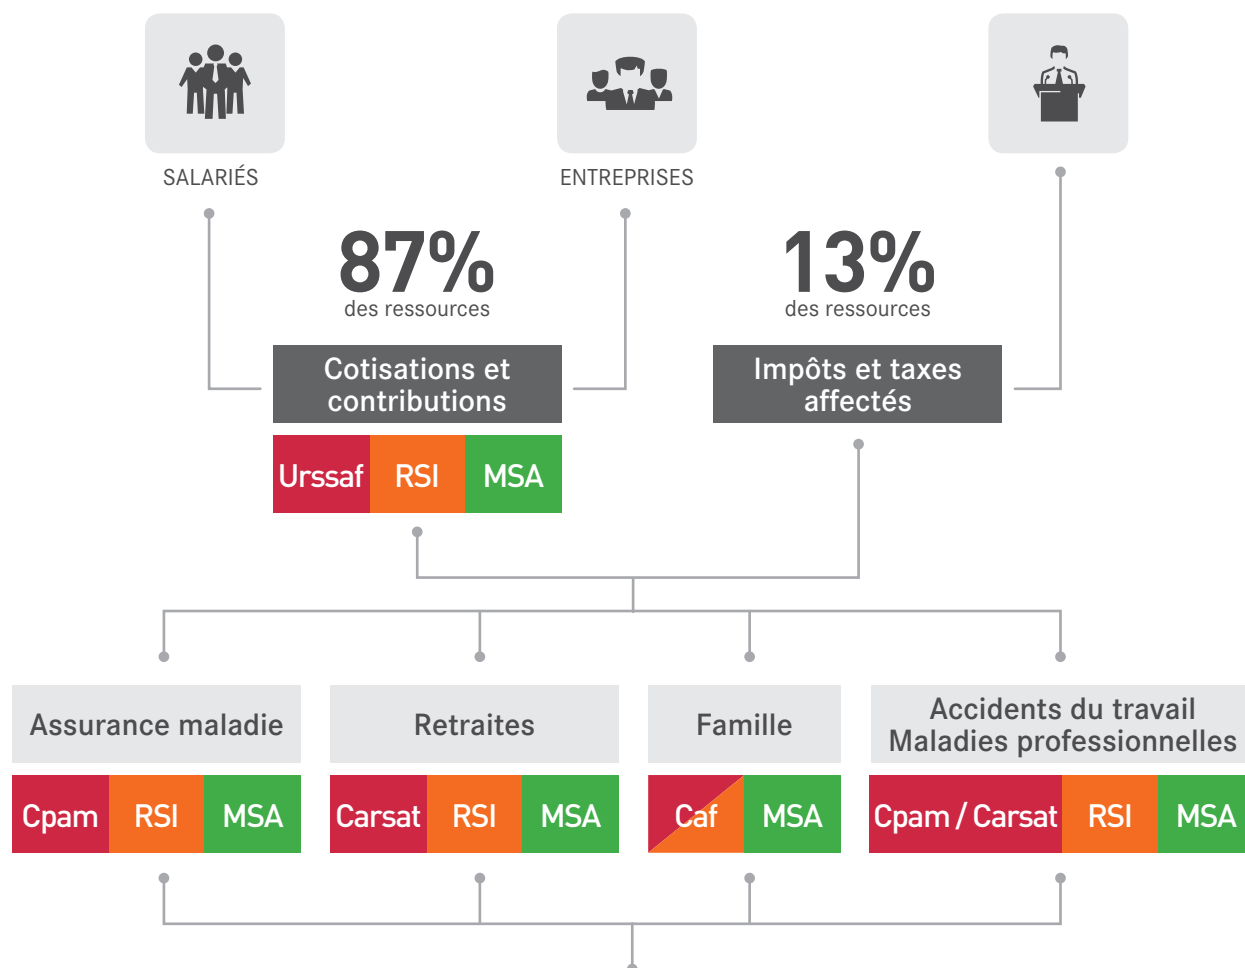 SALARIÉS
ENTREPRISES
87%
des ressources
13%
des ressources
Cotisations et
contributions
Impôts et taxes
affectés
Urssaf RSI MSA
Assurance maladie
Retraites
Famille
Accidents du travail
Maladies professionnelles
Cpam RSI MSA
Carsat RSI MSA
Caf MSA
Cpam / Carsat RSI MSA